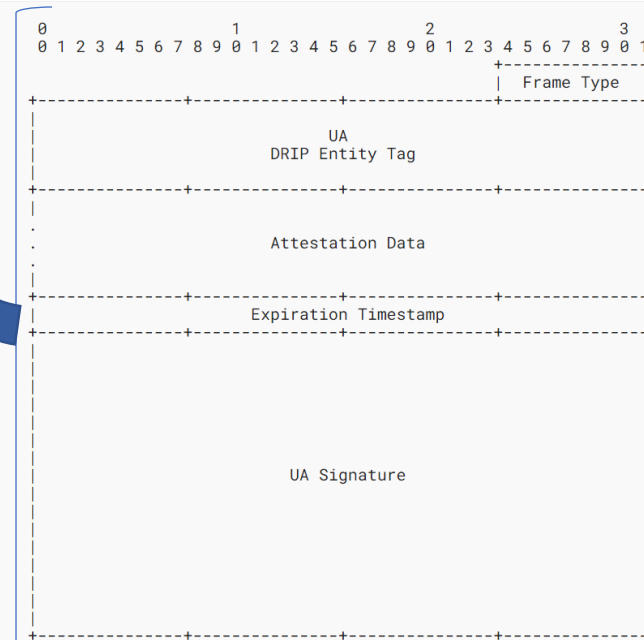 0                   1                   2                   3
0 1 2 3 4 5 6 7 8 9 0 1 2 3 4 5 6 7 8 9 0 1 2 3 4 5 6 7 8 9 0 1
Frame Type
UA
DRIP Entity Tag
Attestation Data
Expiration Timestamp
UA Signature